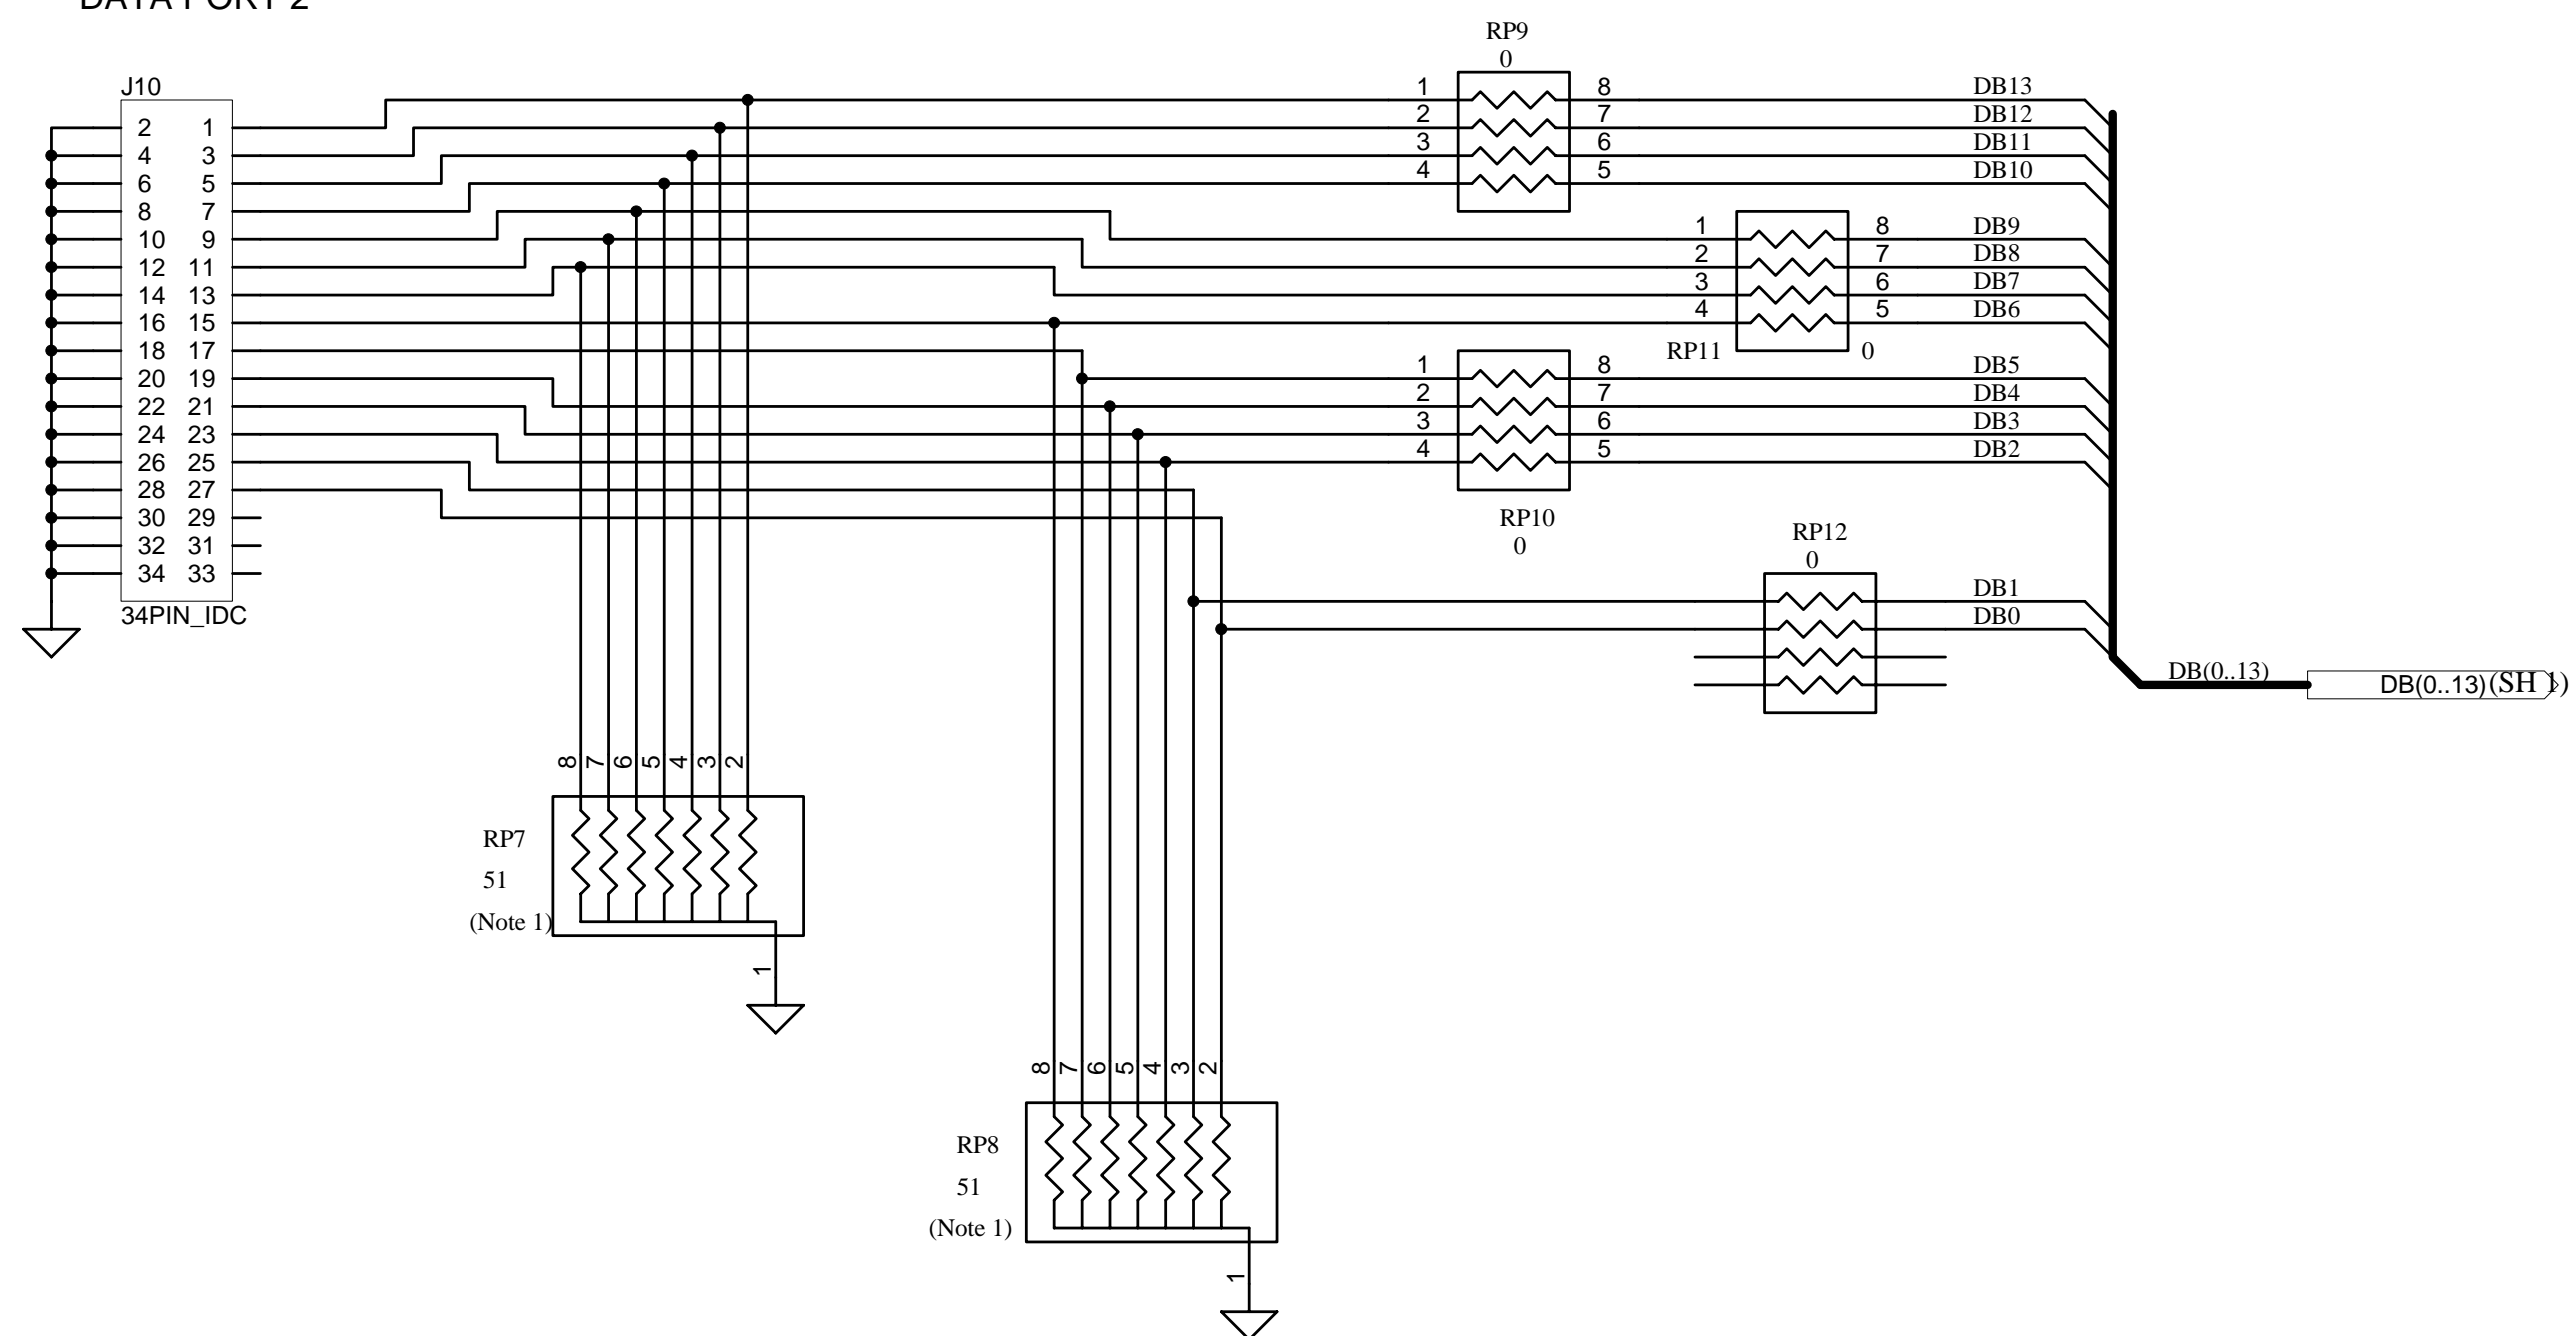 DATA PORT 2
RP9
0
J10
1 8 DB13
2 7 DB12
3 6 DB11
4 5 DB10
2 1
4 3
6 5
8 7
10 9
12 11
14 13
16 15
18 17
20 19
22 21
24 23
26 25
28 27
30 29
32 31
34 33
34PIN_IDC
1 8 DB9
2 7 DB8
3 6 DB7
4 5 DB6
RP11 0
1 8 DB5
2 7 DB4
3 6 DB3
4 5 DB2
RP10
0
RP12
0
DB1
DB0
DB(0..13)
DB(0..13) (SH 1)
8 7 6 5 4 3 2
RP7
51
(Note 1)
1
8 7 6 5 4 3 2
RP8
51
(Note 1)
1